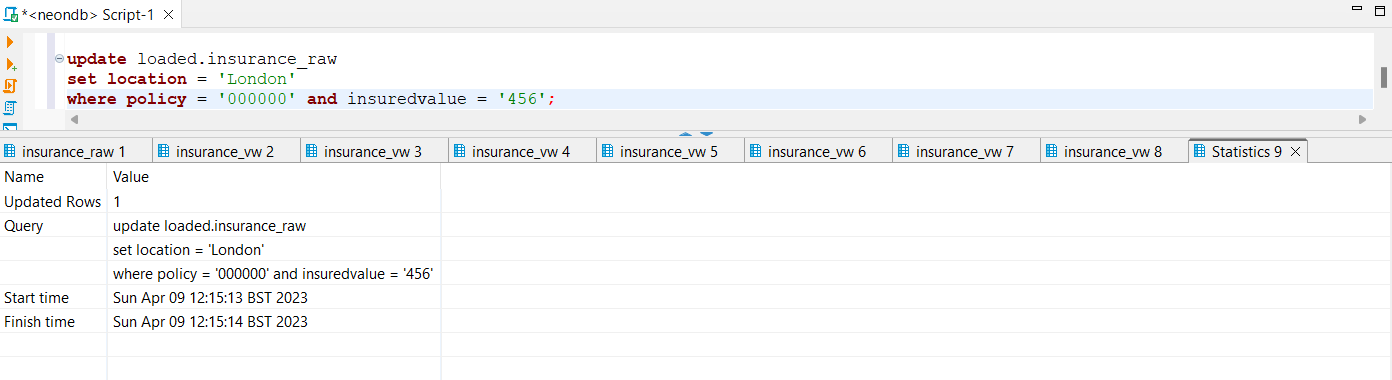 *<neondb> Script-1
update loaded.insurance_raw
set location = 'London'
where policy = '000000' and insuredvalue = '456';
insurance_raw 1 insurance_vw 2 insurance_vw 3 insurance_vw 4 insurance_vw 5 insurance_vw 6 insurance_vw 7 insurance_vw 8 Statistics 9
Name Value
Updated Rows 1
Query update loaded.insurance_raw
set location = 'London'
where policy = '000000' and insuredvalue = '456'
Start time Sun Apr 09 12:15:13 BST 2023
Finish time Sun Apr 09 12:15:14 BST 2023